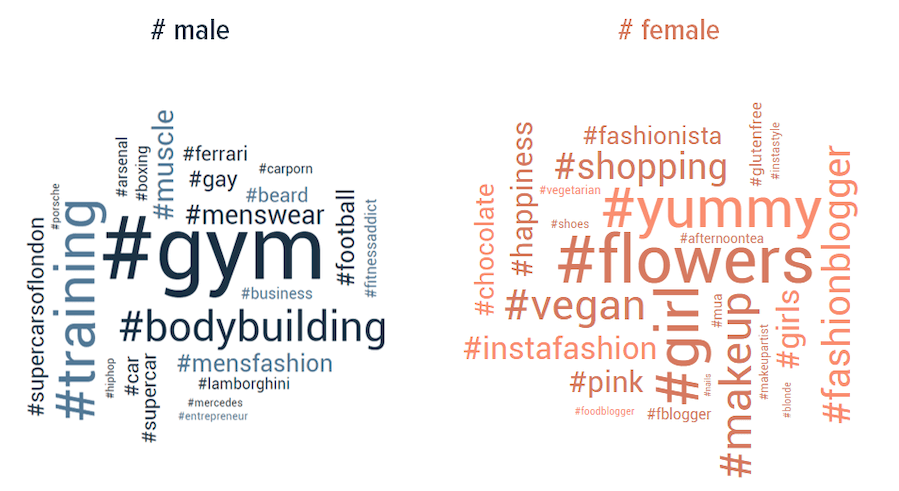 # male
#arsenal
#boxing
#muscle
#ferrari
#carporn
#gay
#beard
#porsche
#menswear
#football
#fitnessaddict
#supercarsoflondon
#training
#gym
#business
#bodybuilding
#hiphop
#car
#supercar
#mensfashion
#lamborghini
#mercedes
#entrepreneur
# female
#fashionista
#glutenfree
#instastyle
#shopping
#happiness
#chocolate
#vegetarian
#yummy
#fashionblogger
#shoes
#afternoontea
#flowers
#vegan
#girl
#mua
#makeup
#girls
#instafashion
#makeupartist
#pink
#nails
#blonde
#foodblogger
#fblogger